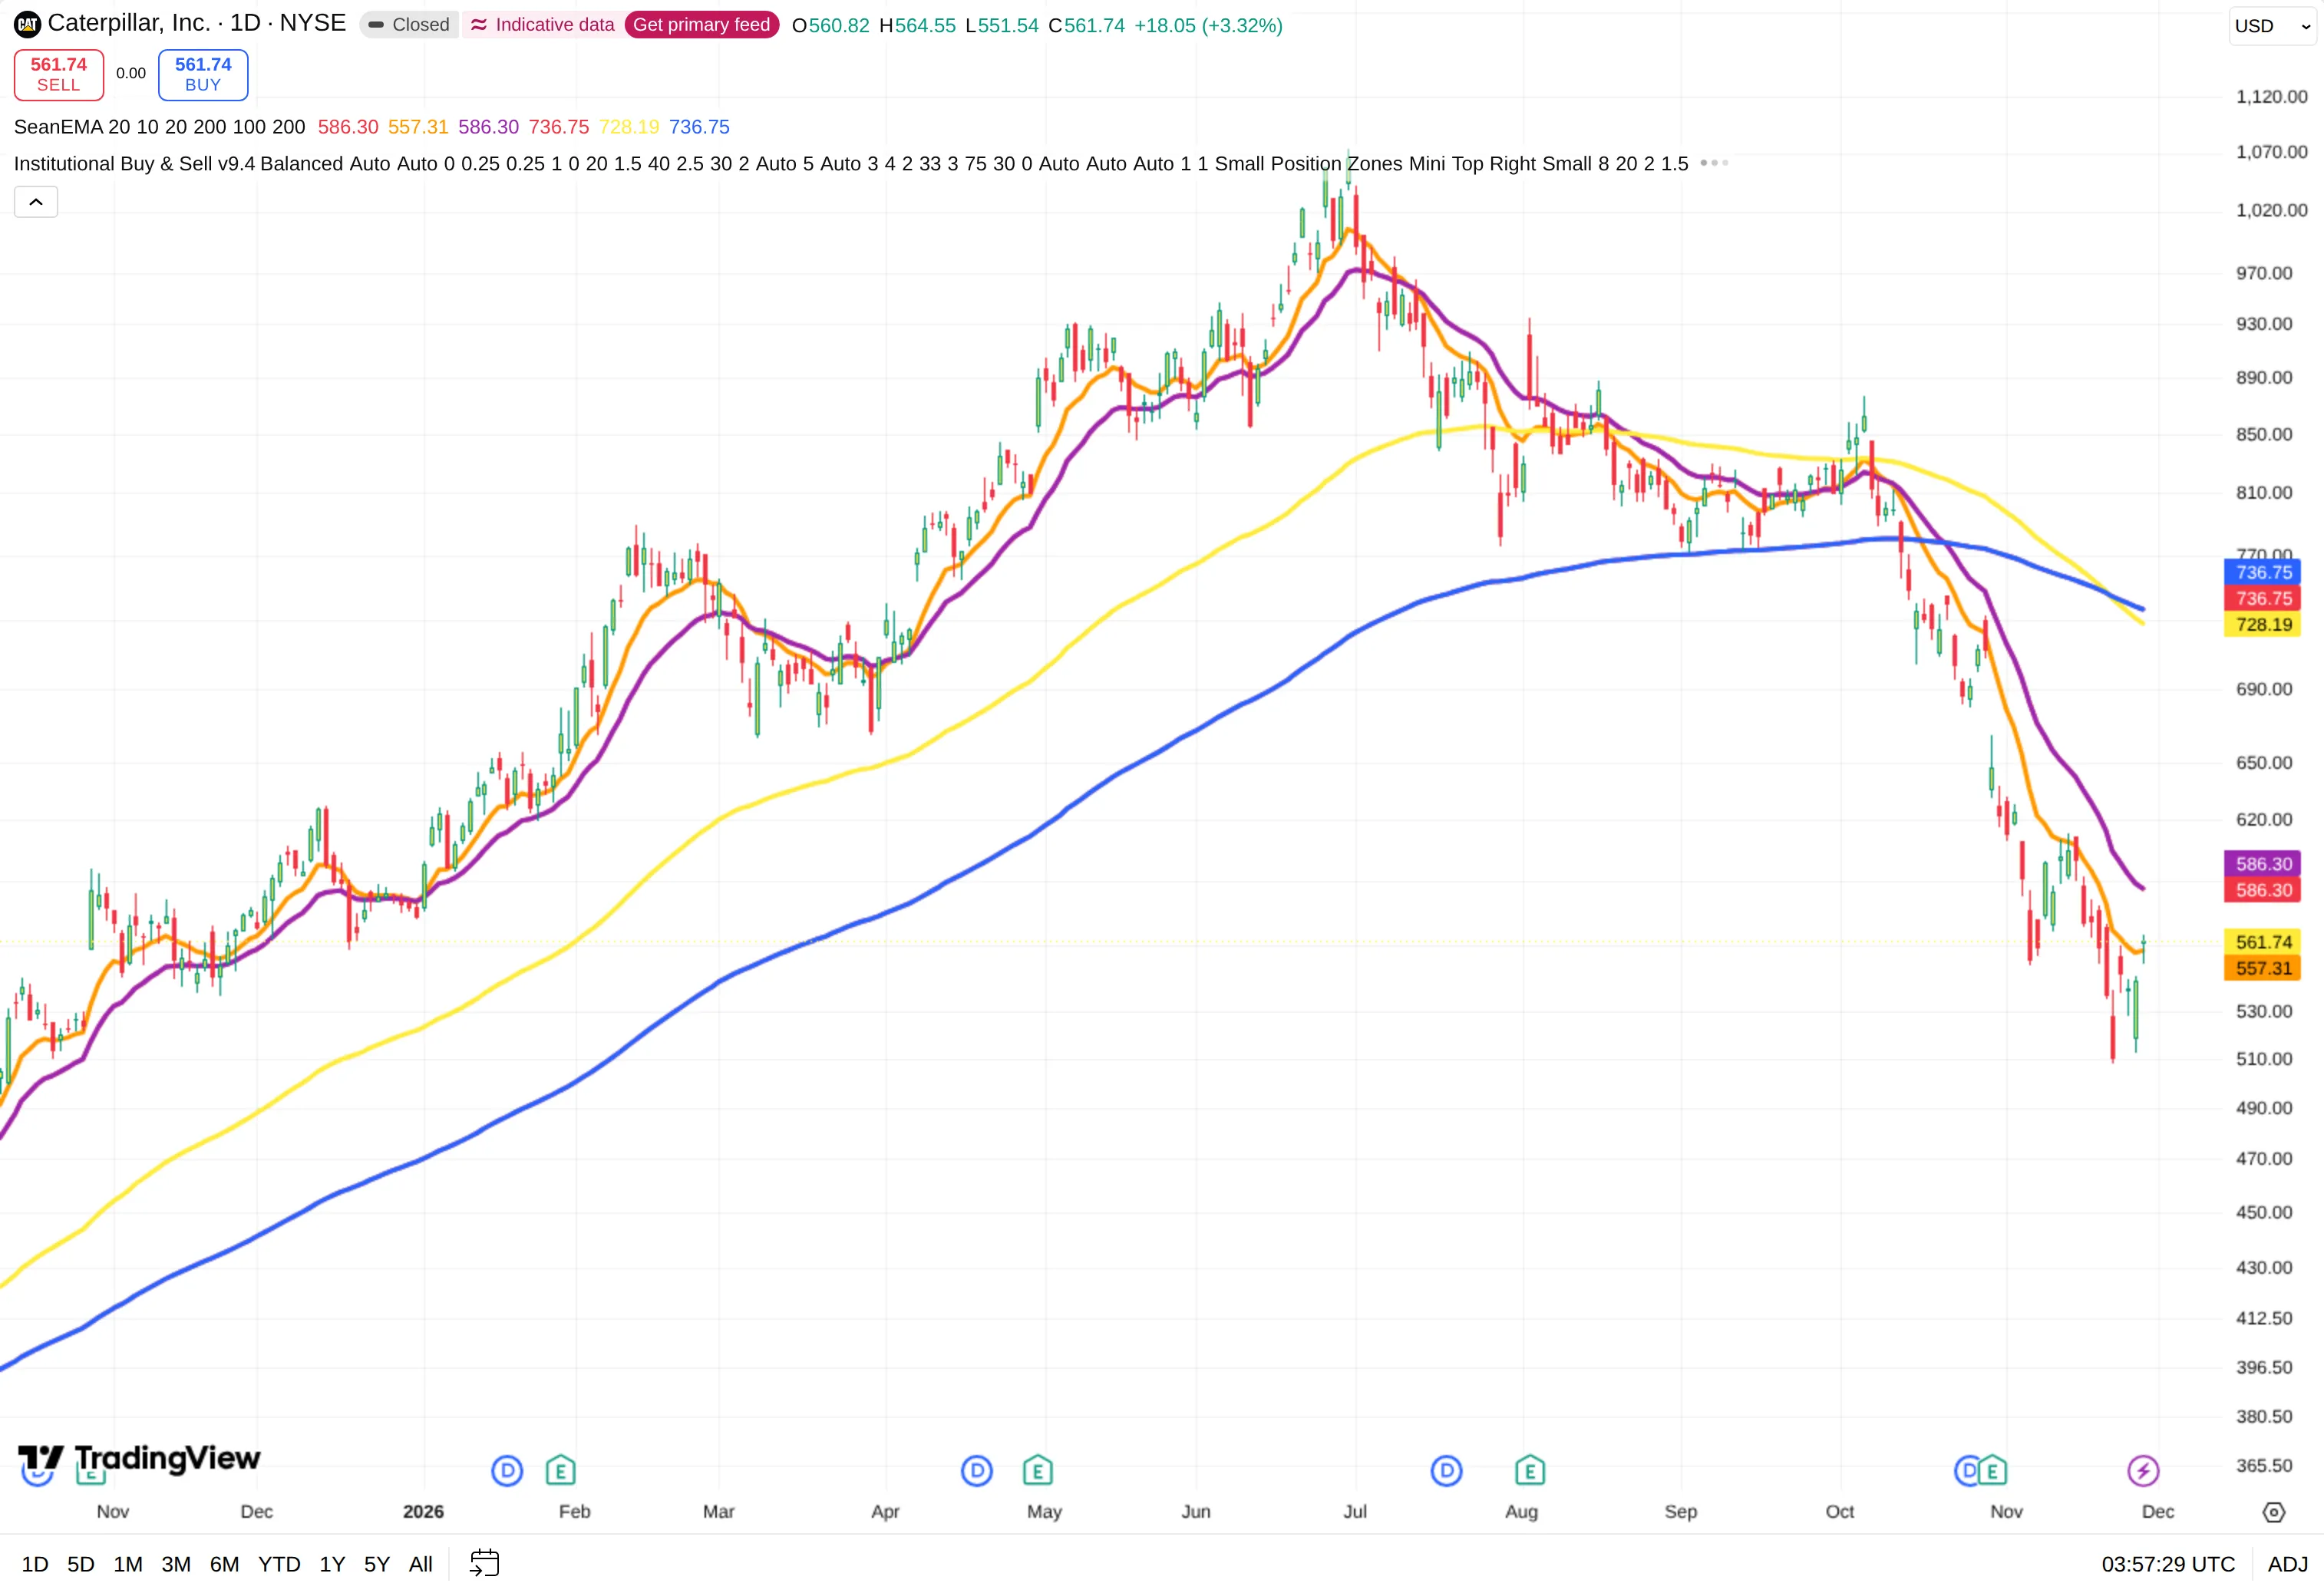 CAT Caterpillar, Inc. · 1D · NYSE Closed ≈ Indicative data Get primary feed O560.82 H564.55 L551.54 C561.74 +18.05 (+3.32%)
USD
561.74 SELL
0.00
561.74 BUY
SeanEMA 20 10 20 200 100 200 586.30 557.31 586.30 736.75 728.19 736.75
Institutional Buy & Sell v9.4 Balanced Auto Auto 0 0.25 0.25 1 0 20 1.5 40 2.5 30 2 Auto 5 Auto 3 4 2 33 3 75 30 0 Auto Auto Auto 1 1 Small Position Zones Mini Top Right Small 8 20 2 1.5
1,120.00
1,070.00
1,020.00
970.00
930.00
890.00
850.00
810.00
770.00
736.75
736.75
728.19
690.00
650.00
620.00
586.30
586.30
561.74
557.31
530.00
510.00
490.00
470.00
450.00
430.00
412.50
396.50
380.50
365.50
TradingView
D E D E D E D E D E
Nov Dec 2026 Feb Mar Apr May Jun Jul Aug Sep Oct Nov Dec
1D 5D 1M 3M 6M YTD 1Y 5Y All
03:57:29 UTC ADJ